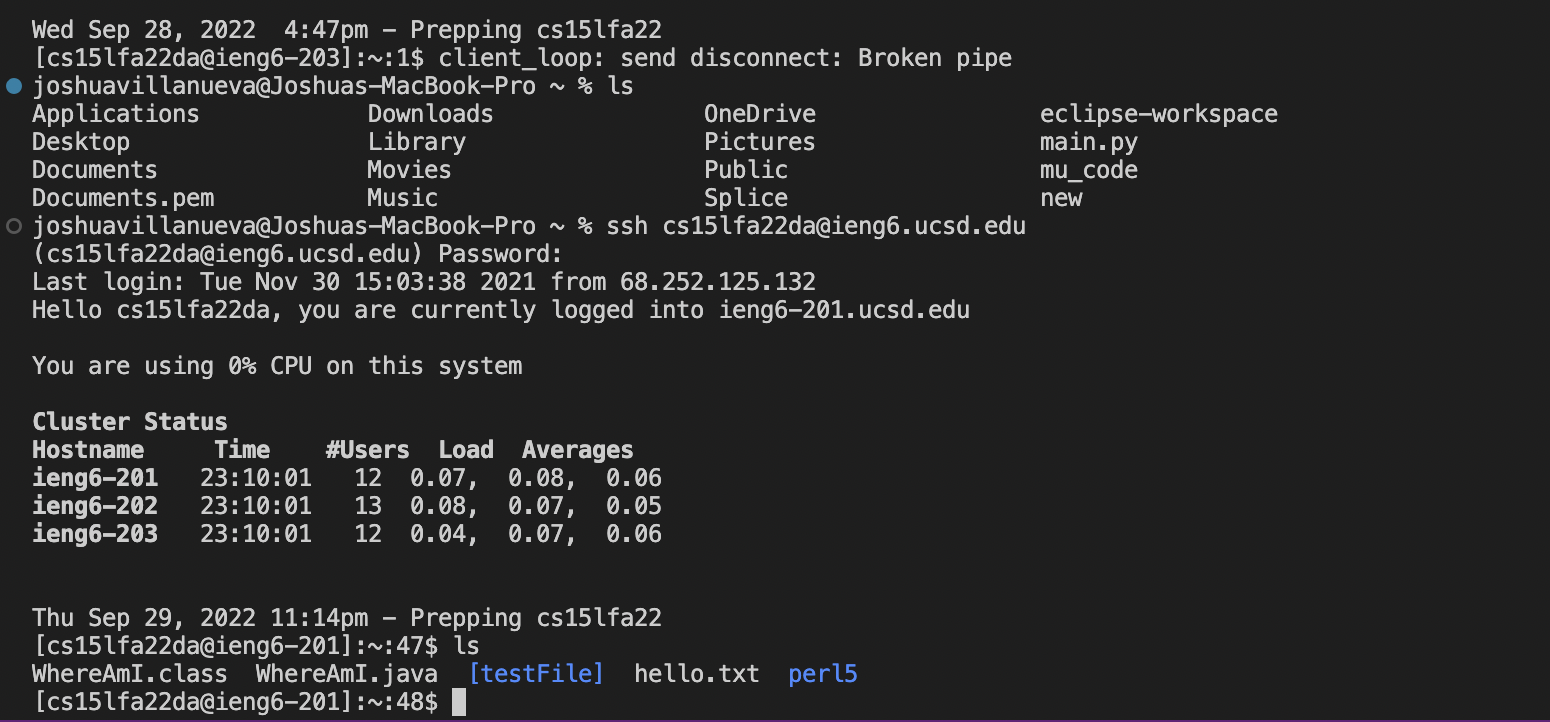 Wed Sep 28, 2022  4:47pm - Prepping cs15lfa22
[cs15lfa22da@ieng6-203]:~:1$ client_loop: send disconnect: Broken pipe
joshuavillanueva@Joshuas-MacBook-Pro ~ % ls
Applications            Downloads               OneDrive                eclipse-workspace
Desktop                 Library                 Pictures                main.py
Documents               Movies                  Public                  mu_code
Documents.pem           Music                   Splice                  new
joshuavillanueva@Joshuas-MacBook-Pro ~ % ssh cs15lfa22da@ieng6.ucsd.edu
(cs15lfa22da@ieng6.ucsd.edu) Password:
Last login: Tue Nov 30 15:03:38 2021 from 68.252.125.132
Hello cs15lfa22da, you are currently logged into ieng6-201.ucsd.edu

You are using 0% CPU on this system

Cluster Status
Hostname     Time    #Users  Load  Averages
ieng6-201   23:10:01   12  0.07,  0.08,  0.06
ieng6-202   23:10:01   13  0.08,  0.07,  0.05
ieng6-203   23:10:01   12  0.04,  0.07,  0.06


Thu Sep 29, 2022 11:14pm - Prepping cs15lfa22
[cs15lfa22da@ieng6-201]:~:47$ ls
WhereAmI.class  WhereAmI.java  [testFile]  hello.txt  perl5
[cs15lfa22da@ieng6-201]:~:48$